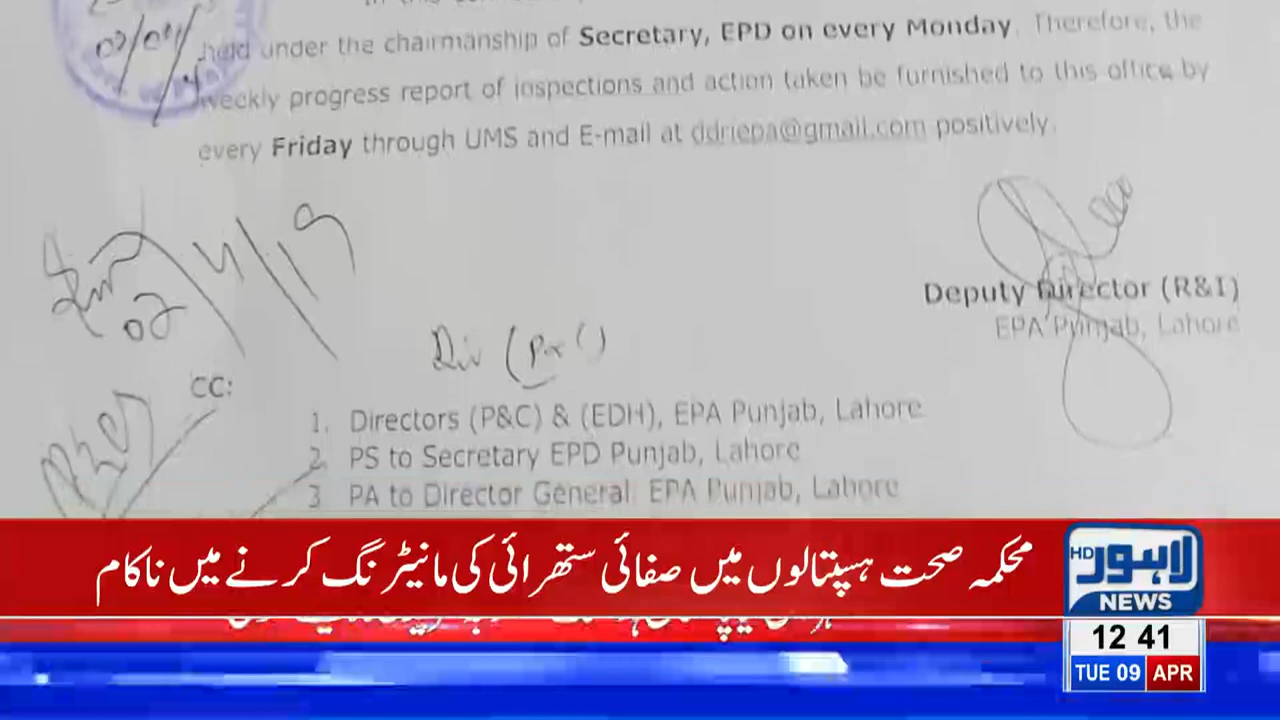 held under the chairmanship of Secretary, EPD on every Monday. Therefore, the
weekly progress report of inspections and action taken be furnished to this office by
every Friday through UMS and E-mail at ddriepa@gmail.com positively.
02/4/19
Deputy Director (R&I)
EPA Punjab, Lahore
CC:
1. Directors (P&C) & (EDH), EPA Punjab, Lahore
2. PS to Secretary EPD Punjab, Lahore
3 PA to Director General EPA Punjab, Lahore
محکمہ صحت ہسپتالوں میں صفائی ستھرائی کی مانیٹرنگ کرنے میں ناکام
HD لاہور
NEWS
12 41
TUE 09 APR